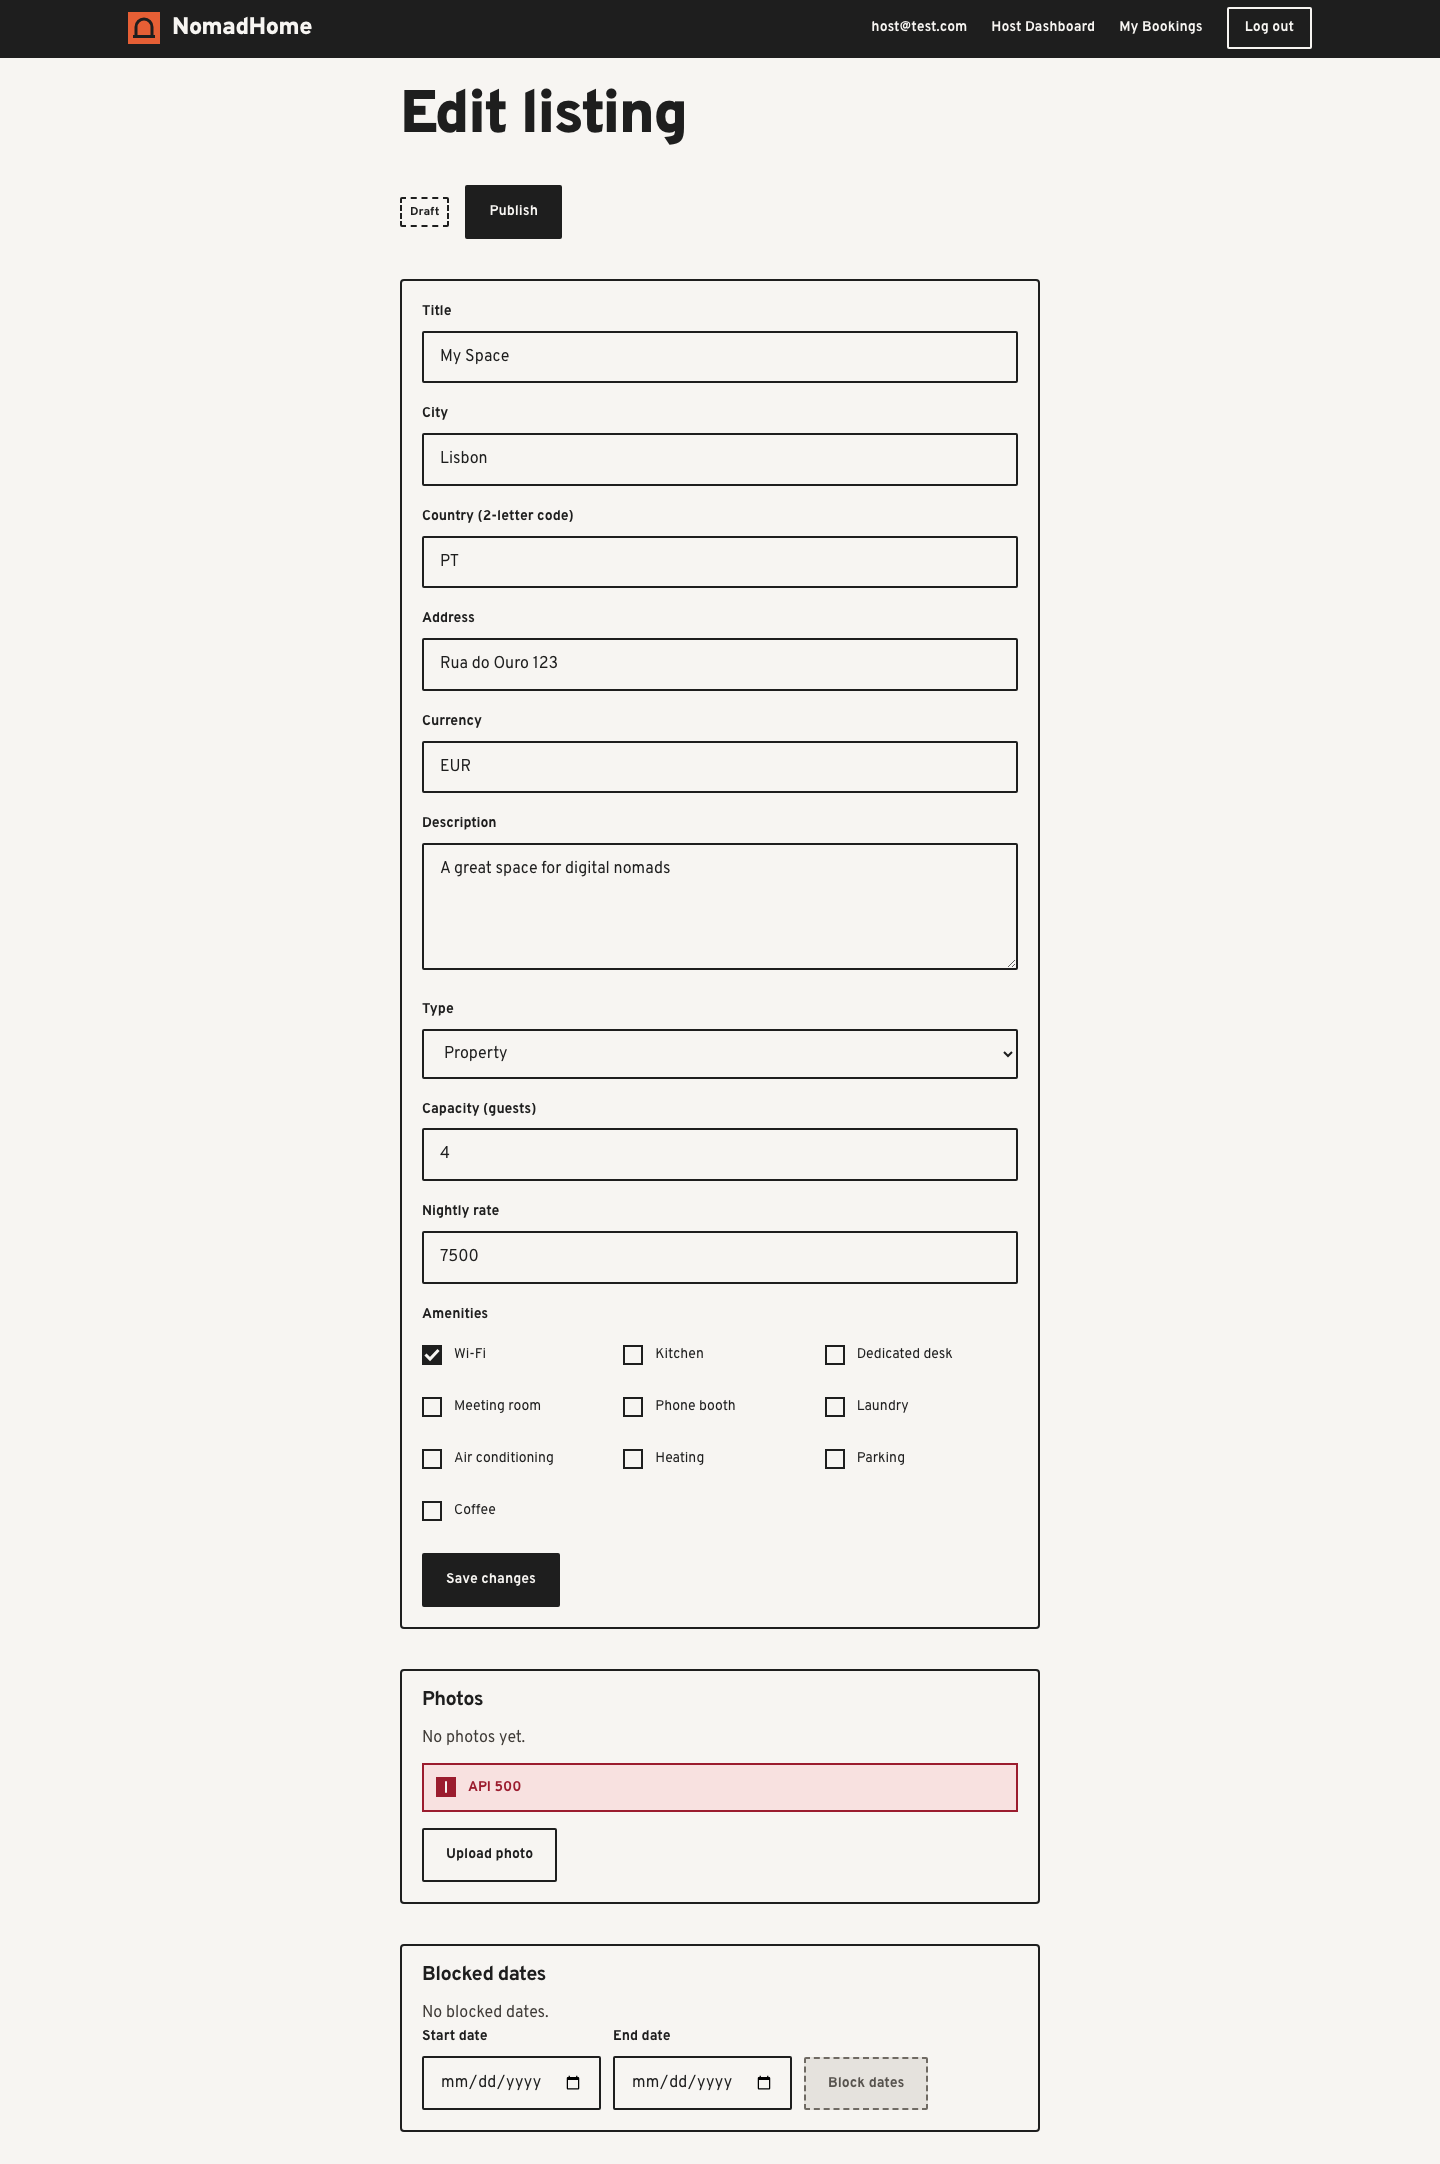 NomadHome
host@test.com Host Dashboard My Bookings Log out
Edit listing
Draft Publish
Title
My Space
City
Lisbon
Country (2-letter code)
PT
Address
Rua do Ouro 123
Currency
EUR
Description
A great space for digital nomads
Type
Property
Capacity (guests)
4
Nightly rate
7500
Amenities
Wi-Fi Kitchen Dedicated desk
Meeting room Phone booth Laundry
Air conditioning Heating Parking
Coffee
Save changes
Photos
No photos yet.
API 500
Upload photo
Blocked dates
No blocked dates.
Start date End date
mm/dd/yyyy mm/dd/yyyy Block dates